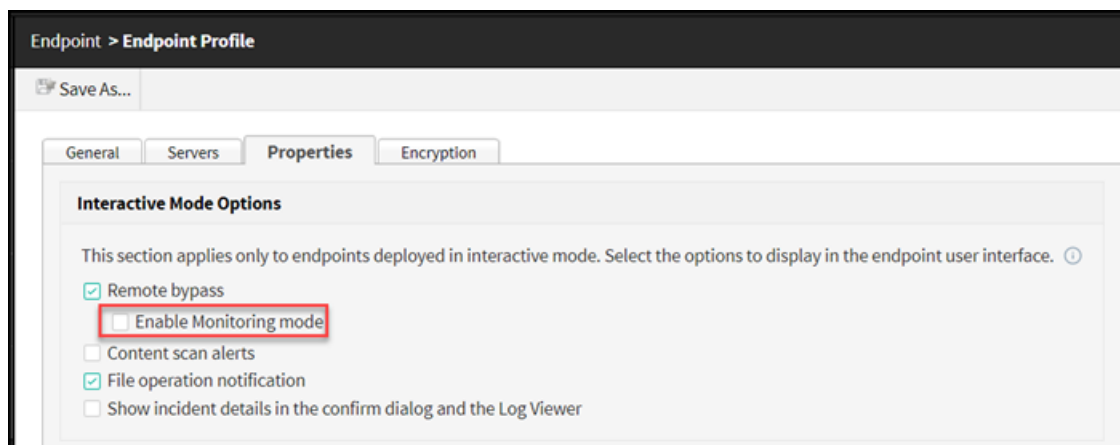 Endpoint > Endpoint Profile
Save As...
General Servers Properties Encryption
Interactive Mode Options
This section applies only to endpoints deployed in interactive mode. Select the options to display in the endpoint user interface.
Remote bypass
Enable Monitoring mode
Content scan alerts
File operation notification
Show incident details in the confirm dialog and the Log Viewer